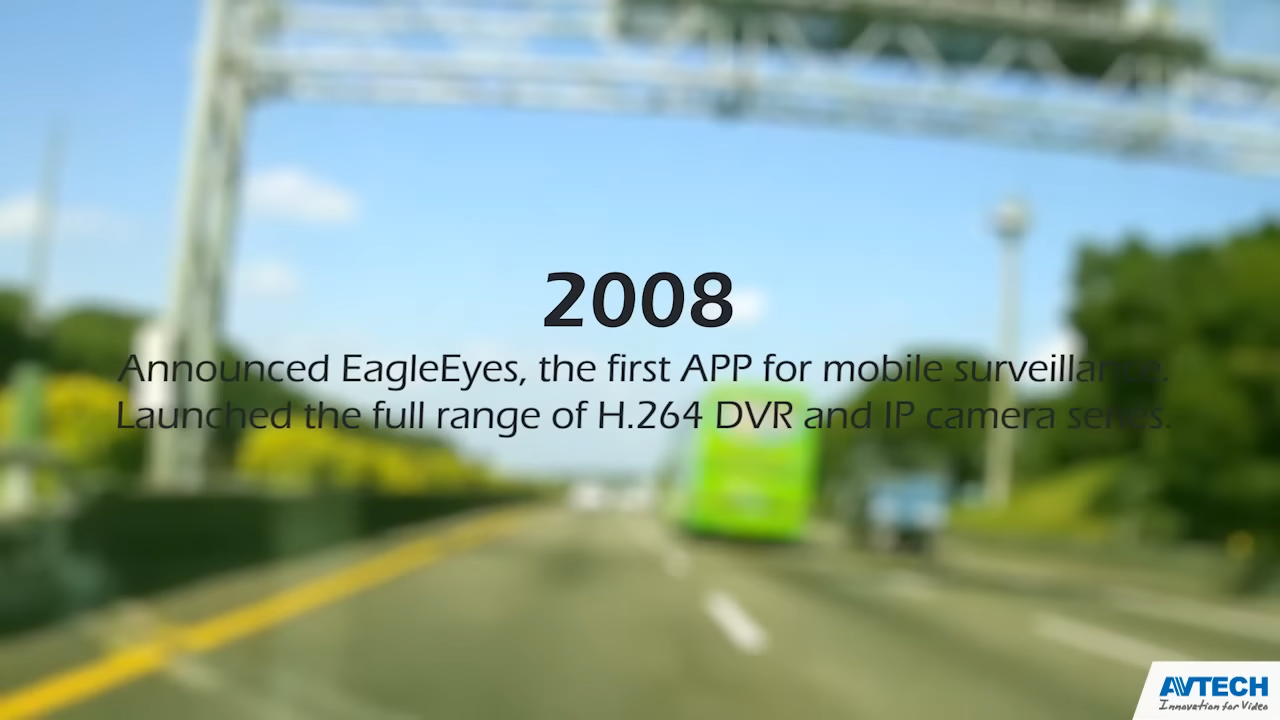 2008
Announced EagleEyes, the first APP for mobile surveillance.
Launched the full range of H.264 DVR and IP camera series.
AVTECH
Innovation for Video